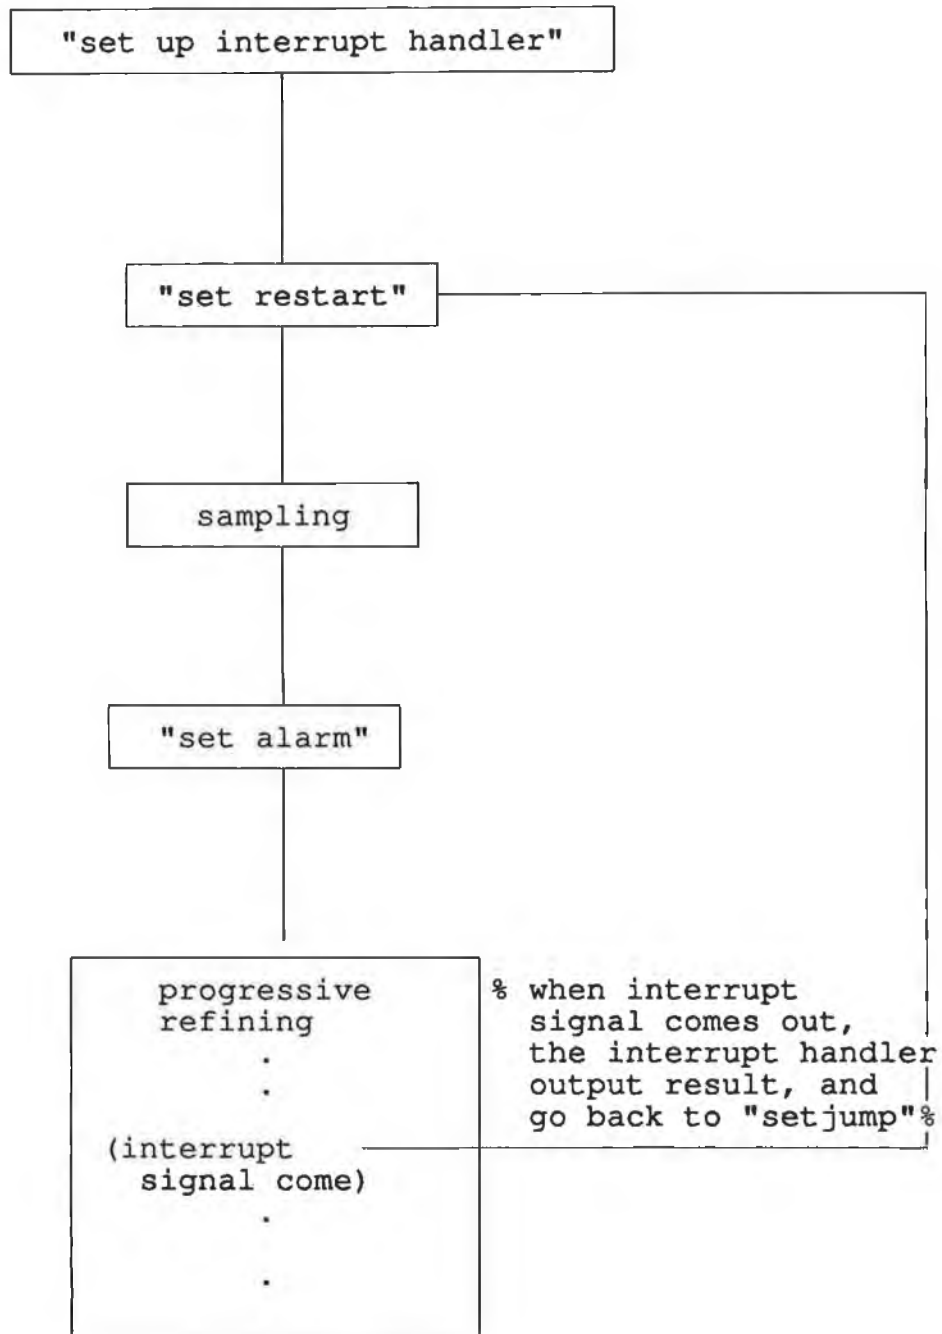 "set up interrupt handler"
"set restart"
sampling
"set alarm"
progressive
refining
.
.
(interrupt
signal come)
.
.
% when interrupt
signal comes out,
the interrupt handler
output result, and
go back to "setjump"%